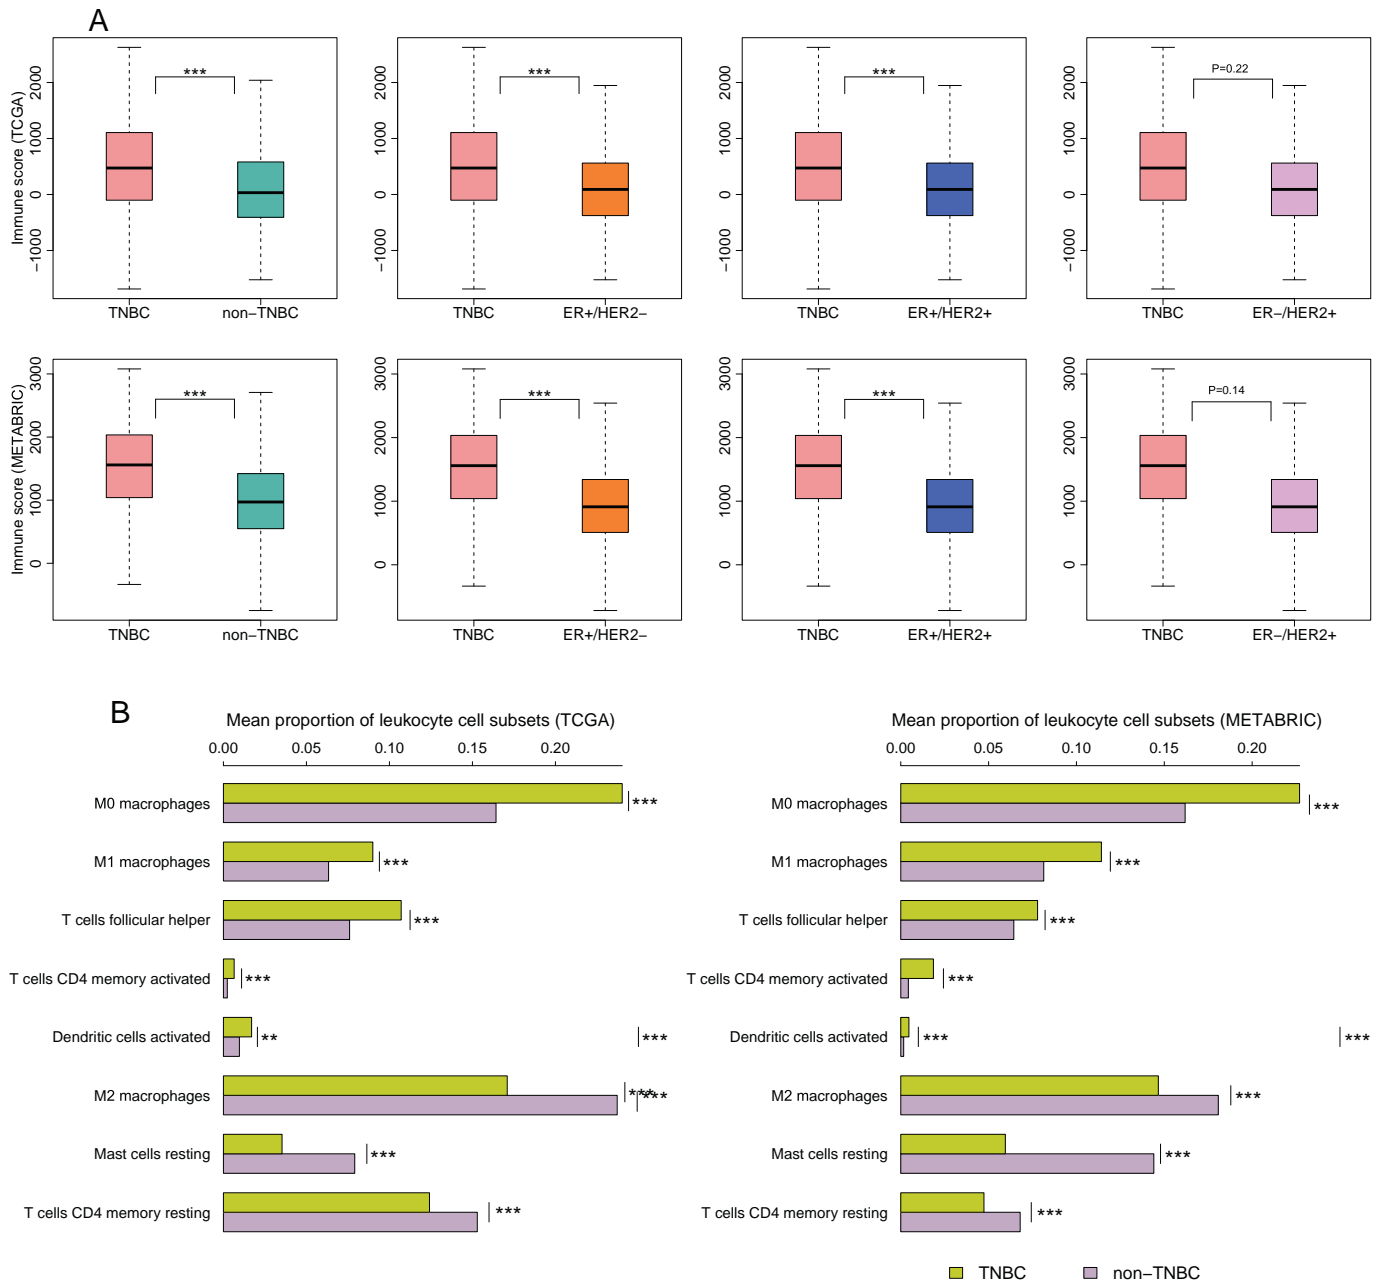 A
Immune score (TCGA)
−1000 0 1000 2000
***
TNBC non−TNBC
−1000 0 1000 2000
***
TNBC ER+/HER2−
−1000 0 1000 2000
***
TNBC ER+/HER2+
−1000 0 1000 2000
P=0.22
TNBC ER−/HER2+
Immune score (METABRIC)
0 1000 2000 3000
***
TNBC non−TNBC
0 1000 2000 3000
***
TNBC ER+/HER2−
0 1000 2000 3000
***
TNBC ER+/HER2+
0 1000 2000 3000
P=0.14
TNBC ER−/HER2+
B
Mean proportion of leukocyte cell subsets (TCGA)
0.00 0.05 0.10 0.15 0.20
M0 macrophages ***
M1 macrophages ***
T cells follicular helper ***
T cells CD4 memory activated ***
Dendritic cells activated ** ***
M2 macrophages *** ***
Mast cells resting ***
T cells CD4 memory resting ***
Mean proportion of leukocyte cell subsets (METABRIC)
0.00 0.05 0.10 0.15 0.20
M0 macrophages ***
M1 macrophages ***
T cells follicular helper ***
T cells CD4 memory activated ***
Dendritic cells activated *** ***
M2 macrophages ***
Mast cells resting ***
T cells CD4 memory resting ***
TNBC non−TNBC